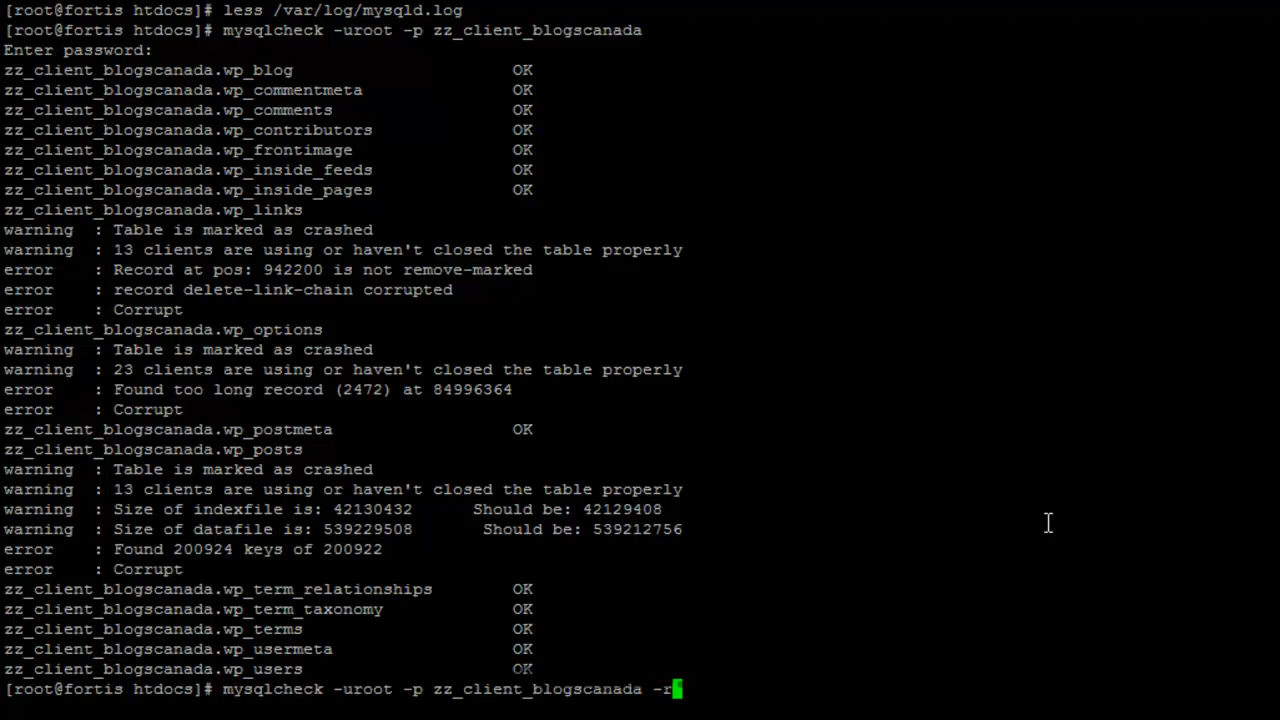 [root@fortis htdocs]# less /var/log/mysqld.log
[root@fortis htdocs]# mysqlcheck -uroot -p zz_client_blogscanada
Enter password:
zz_client_blogscanada.wp_blog OK
zz_client_blogscanada.wp_commentmeta OK
zz_client_blogscanada.wp_comments OK
zz_client_blogscanada.wp_contributors OK
zz_client_blogscanada.wp_frontimage OK
zz_client_blogscanada.wp_inside_feeds OK
zz_client_blogscanada.wp_inside_pages OK
zz_client_blogscanada.wp_links
warning : Table is marked as crashed
warning : 13 clients are using or haven't closed the table properly
error : Record at pos: 942200 is not remove-marked
error : record delete-link-chain corrupted
error : Corrupt
zz_client_blogscanada.wp_options
warning : Table is marked as crashed
warning : 23 clients are using or haven't closed the table properly
error : Found too long record (2472) at 84996364
error : Corrupt
zz_client_blogscanada.wp_postmeta OK
zz_client_blogscanada.wp_posts
warning : Table is marked as crashed
warning : 13 clients are using or haven't closed the table properly
warning : Size of indexfile is: 42130432 Should be: 42129408
warning : Size of datafile is: 539229508 Should be: 539212756
error : Found 200924 keys of 200922
error : Corrupt
zz_client_blogscanada.wp_term_relationships OK
zz_client_blogscanada.wp_term_taxonomy OK
zz_client_blogscanada.wp_terms OK
zz_client_blogscanada.wp_usermeta OK
zz_client_blogscanada.wp_users OK
[root@fortis htdocs]# mysqlcheck -uroot -p zz_client_blogscanada -r